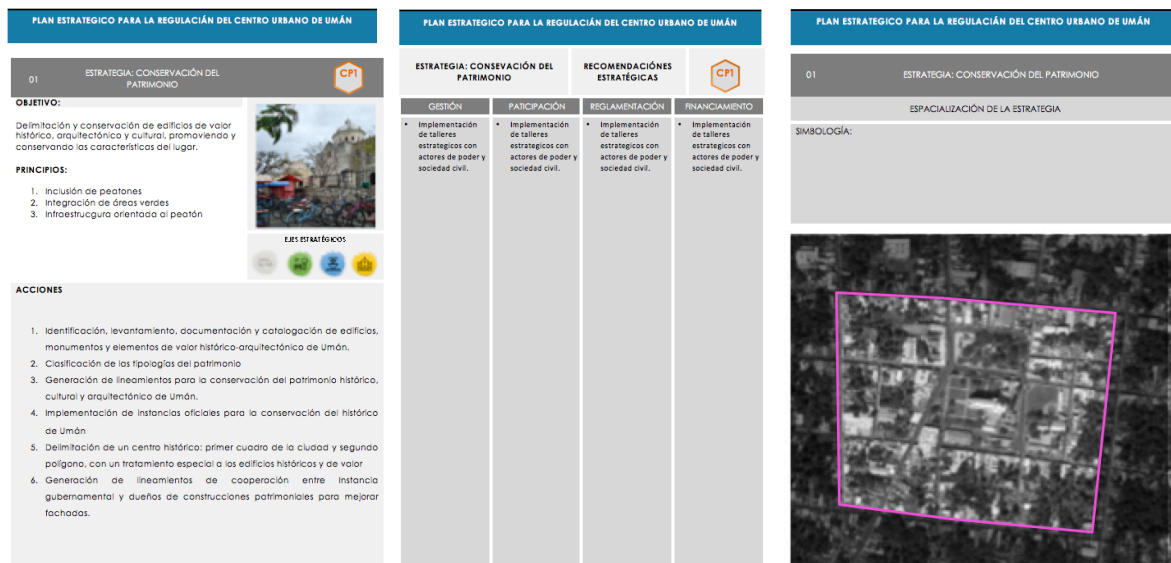 PLAN ESTRATEGICO PARA LA REGULACIÓN DEL CENTRO URBANO DE UMÁN
01
ESTRATEGIA: CONSERVACIÓN DEL
PATRIMONIO
CP1
OBJETIVO:
Delimitación y conservación de edificios de valor
histórico, arquitectónico y cultural, promoviendo y
conservando las características del lugar.
PRINCIPIOS:
1. Inclusión de peatones
2. Integración de áreas verdes
3. Infraestrucgura orientada al peatón
EJES ESTRATÉGICOS
ACCIONES
1. Identificación, levantamiento, documentación y catalogación de edificios,
monumentos y elementos de valor histórico-arquitectónico de Umán.
2. Clasificación de las tipologías del patrimonio
3. Generación de lineamientos para la conservación del patrimonio histórico,
cultural y arquitectónico de Umán.
4. Implementación de instancias oficiales para la conservación del histórico
de Umán
5. Delimitación de un centro histórico: primer cuadro de la ciudad y segundo
polígono, con un tratamiento especial a los edificios históricos y de valor
6. Generación de lineamientos de cooperación entre instancia
gubernamental y dueños de construcciones patrimoniales para mejorar
fachadas.
PLAN ESTRATEGICO PARA LA REGULACIÓN DEL CENTRO URBANO DE UMÁN
ESTRATEGIA: CONSEVACIÓN DEL
PATRIMONIO
RECOMENDACIÓNES
ESTRATÉGICAS
CP1
GESTIÓN
• Implementación
de talleres
estrategicos con
actores de poder y
sociedad civil.
PATICIPACIÓN
• Implementación
de talleres
estrategicos con
actores de poder y
sociedad civil.
REGLAMENTACIÓN
• Implementación
de talleres
estrategicos con
actores de poder y
sociedad civil.
FINANCIAMIENTO
• Implementación
de talleres
estrategicos con
actores de poder y
sociedad civil.
PLAN ESTRATEGICO PARA LA REGULACIÓN DEL CENTRO URBANO DE UMÁN
01
ESTRATEGIA: CONSERVACIÓN DEL PATRIMONIO
ESPACIALIZACIÓN DE LA ESTRATEGIA
SIMBOLOGÍA: